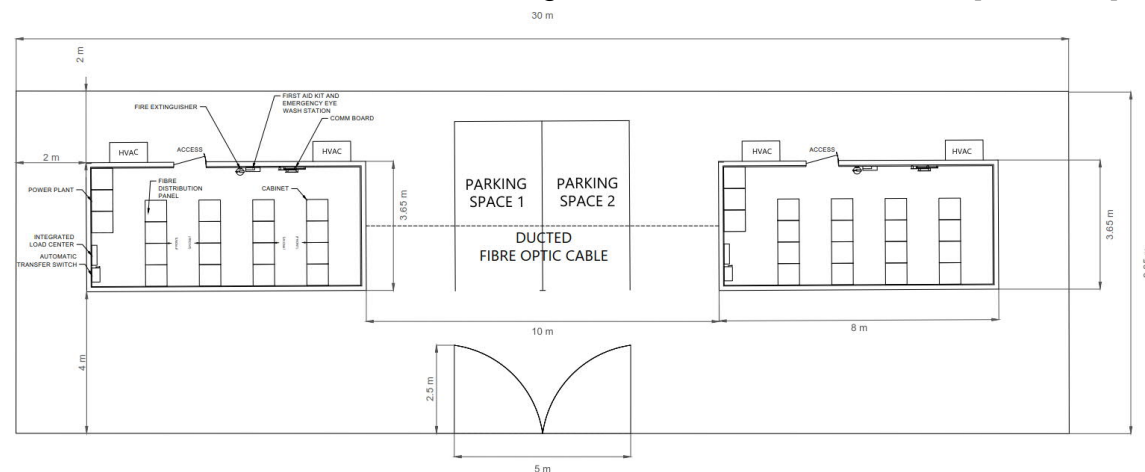 30 m
2 m
FIRST AID KIT AND
EMERGENCY EYE
WASH STATION
FIRE EXTINGUISHER
COMM BOARD
HVAC
ACCESS
HVAC
2 m
POWER PLANT
FIBRE
DISTRIBUTION
PANEL
CABINET
3.65 m
INTEGRATED
LOAD CENTER
AUTOMATIC
TRANSFER SWITCH
PARKING
SPACE 1
PARKING
SPACE 2
DUCTED
FIBRE OPTIC CABLE
HVAC
ACCESS
HVAC
3.65 m
10 m
8 m
4 m
2.5 m
5 m